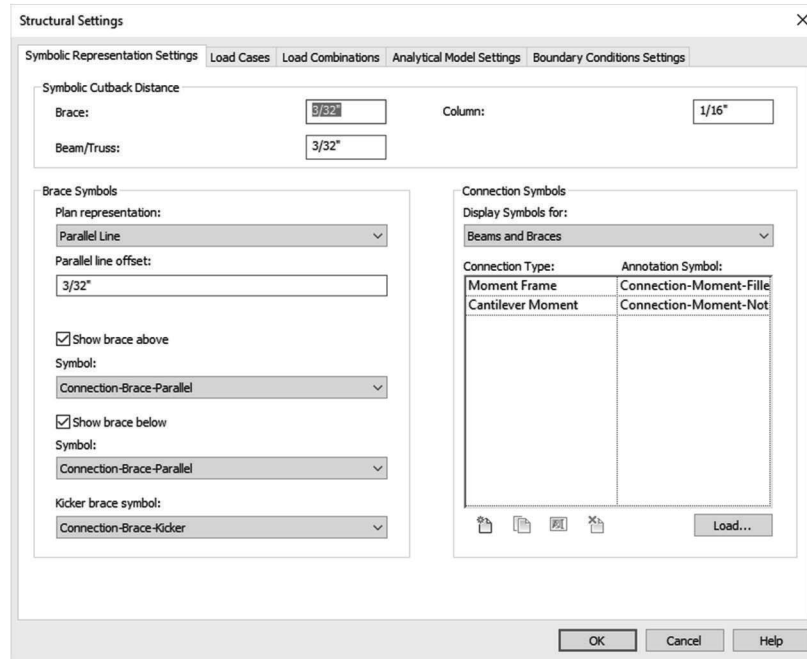 Structural Settings
Symbolic Representation Settings Load Cases Load Combinations Analytical Model Settings Boundary Conditions Settings
Symbolic Cutback Distance
Brace: 3/32" Column: 1/16"
Beam/Truss: 3/32"
Brace Symbols
Plan representation:
Parallel Line
Parallel line offset:
3/32"
Show brace above
Symbol:
Connection-Brace-Parallel
Show brace below
Symbol:
Connection-Brace-Parallel
Kicker brace symbol:
Connection-Brace-Kicker
Connection Symbols
Display Symbols for:
Beams and Braces
Connection Type: Annotation Symbol:
Moment Frame Connection-Moment-Fille
Cantilever Moment Connection-Moment-Not
Load...
OK Cancel Help